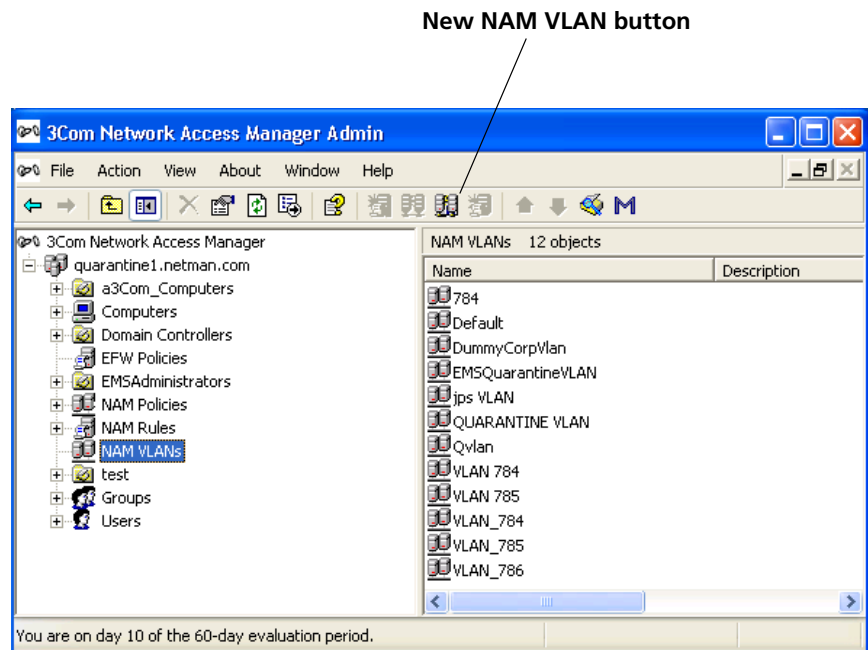 New NAM VLAN button
3Com Network Access Manager Admin
File Action View About Window Help
3Com Network Access Manager
quarantine1.netman.com
a3Com_Computers
Computers
Domain Controllers
EFW Policies
EMSAdministrators
NAM Policies
NAM Rules
NAM VLANs
test
Groups
Users
NAM VLANs 12 objects
Name Description
784
Default
DummyCorpVlan
EMSQuarantineVLAN
jps VLAN
QUARANTINE VLAN
Qvlan
VLAN 784
VLAN 785
VLAN_784
VLAN_785
VLAN_786
You are on day 10 of the 60-day evaluation period.